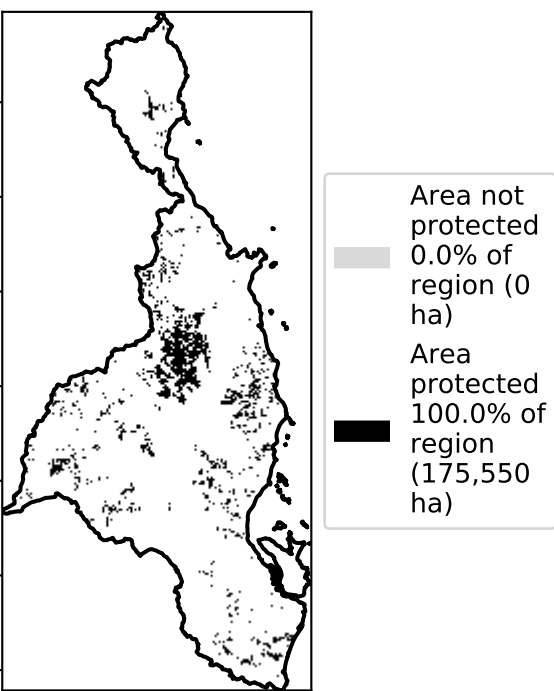 Area not
protected
0.0% of
region (0
ha)
Area
protected
100.0% of
region
(175,550
ha)